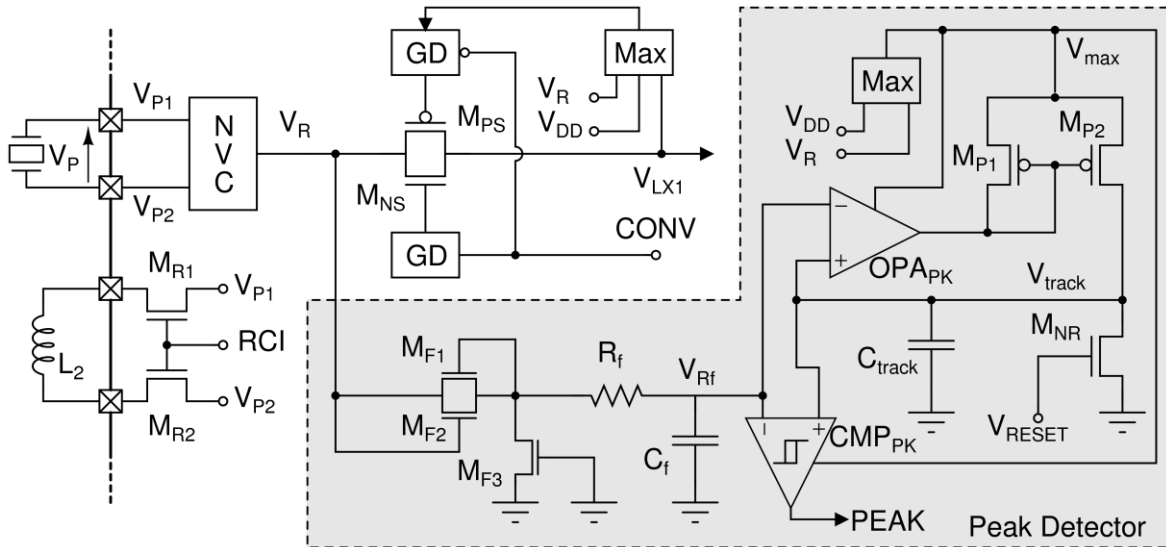 GD
Max
V_R
V_DD
V_P1
N
V
C
V_R
M_PS
V_P
V_P2
M_NS
V_LX1
GD
CONV
M_R1
V_P1
RCI
L_2
V_P2
M_R2
V_max
Max
V_DD
V_R
M_P2
M_P1
−
+
OPA_PK
V_track
M_NR
C_track
V_RESET
M_F1
R_f
V_Rf
M_F2
M_F3
C_f
− +
CMP_PK
PEAK
Peak Detector